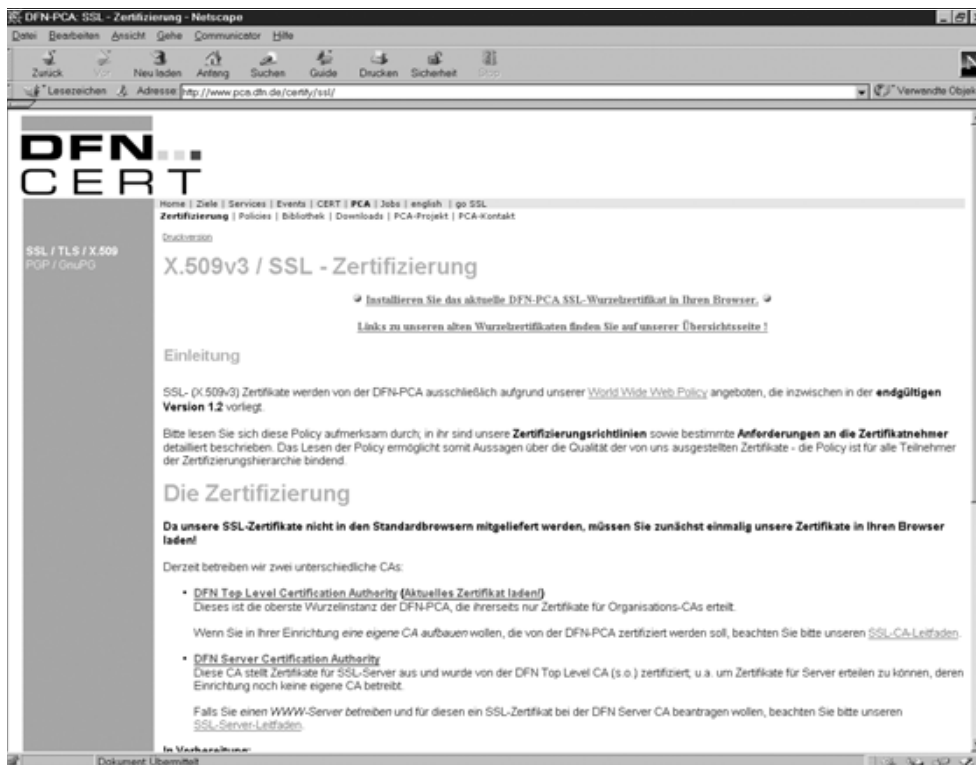 DFN-PCA: SSL - Zertifizierung - Netscape
Datei Bearbeiten Ansicht Gehe Communicator Hilfe
Zurück Vor Neu laden Anfang Suchen Guide Drucken Sicherheit Stop
Lesezeichen Adresse http://www.pca.dfn.de/certify/ssl/ Verwandte Objek
DFN...
CERT
Home | Ziele | Services | Events | CERT | PCA | Jobs | english | go SSL
Zertifizierung | Policies | Bibliothek | Downloads | PCA-Projekt | PCA-Kontakt
Druckversion
SSL / TLS / X.509
PGP / GnuPG
X.509v3 / SSL - Zertifizierung
Installieren Sie das aktuelle DFN-PCA SSL-Wurzelzertifikat in Ihren Browser.
Links zu unseren alten Wurzelzertifikaten finden Sie auf unserer Übersichtsseite !
Einleitung
SSL- (X.509v3) Zertifikate werden von der DFN-PCA ausschließlich aufgrund unserer World Wide Web Policy angeboten, die inzwischen in der endgültigen
Version 1.2 vorliegt.
Bitte lesen Sie sich diese Policy aufmerksam durch; in ihr sind unsere Zertifizierungsrichtlinien sowie bestimmte Anforderungen an die Zertifikatnehmer
detailliert beschrieben. Das Lesen der Policy ermöglicht somit Aussagen über die Qualität der von uns ausgestellten Zertifikate - die Policy ist für alle Teilnehmer
der Zertifizierungshierarchie bindend.
Die Zertifizierung
Da unsere SSL-Zertifikate nicht in den Standardbrowsern mitgeliefert werden, müssen Sie zunächst einmalig unsere Zertifikate in Ihren Browser
laden!
Derzeit betreiben wir zwei unterschiedliche CAs:
• DFN Top Level Certification Authority (Aktuelles Zertifikat laden!)
Dieses ist die oberste Wurzelinstanz der DFN-PCA, die ihrerseits nur Zertifikate für Organisations-CAs erteilt.
Wenn Sie in Ihrer Einrichtung eine eigene CA aufbauen wollen, die von der DFN-PCA zertifiziert werden soll, beachten Sie bitte unseren SSL-CA-Leitfaden.
• DFN Server Certification Authority
Diese CA stellt Zertifikate für SSL-Server aus und wurde von der DFN Top Level CA (s.o.) zertifiziert, u.a. um Zertifikate für Server erteilen zu können, deren
Einrichtung noch keine eigene CA betreibt.
Falls Sie einen WWW-Server betreiben und für diesen ein SSL-Zertifikat bei der DFN Server CA beantragen wollen, beachten Sie bitte unseren
SSL-Server-Leitfaden.
In Vorbereitung:
Dokument Übermittelt